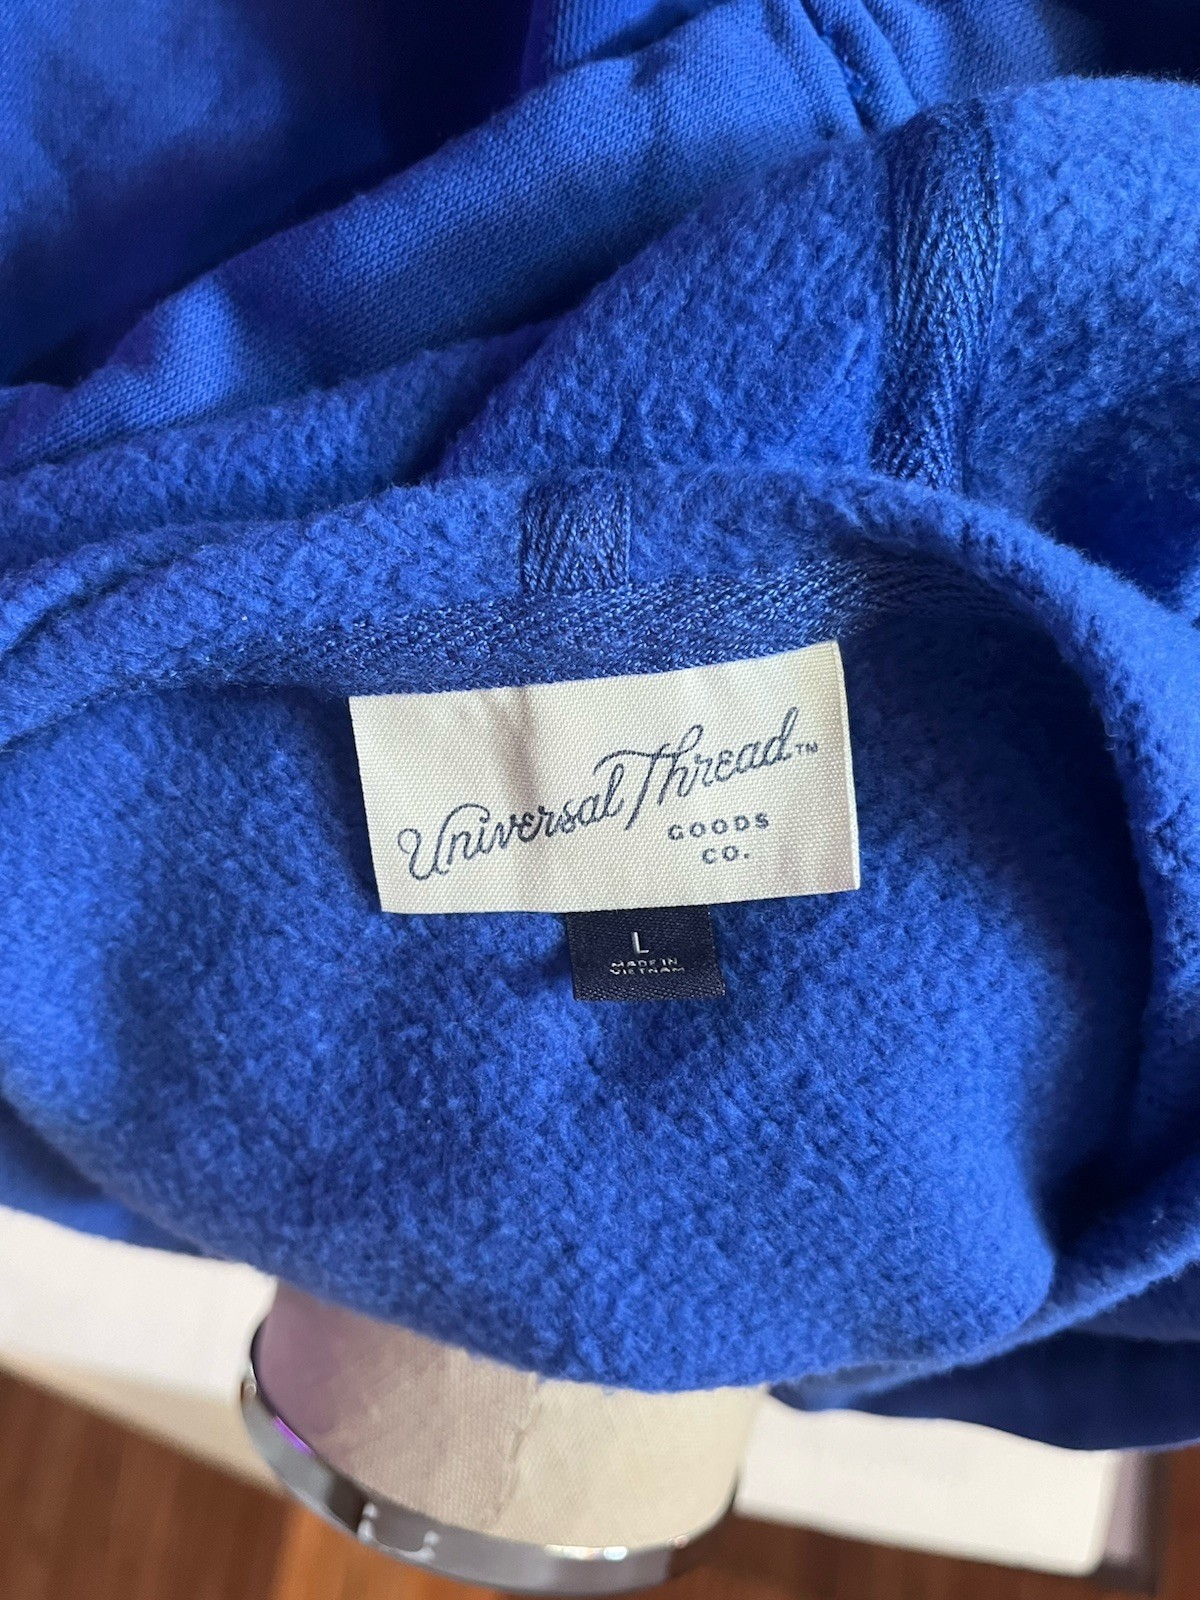 Universal Thread™
GOODS
CO.
L
MADE IN
VIETNAM